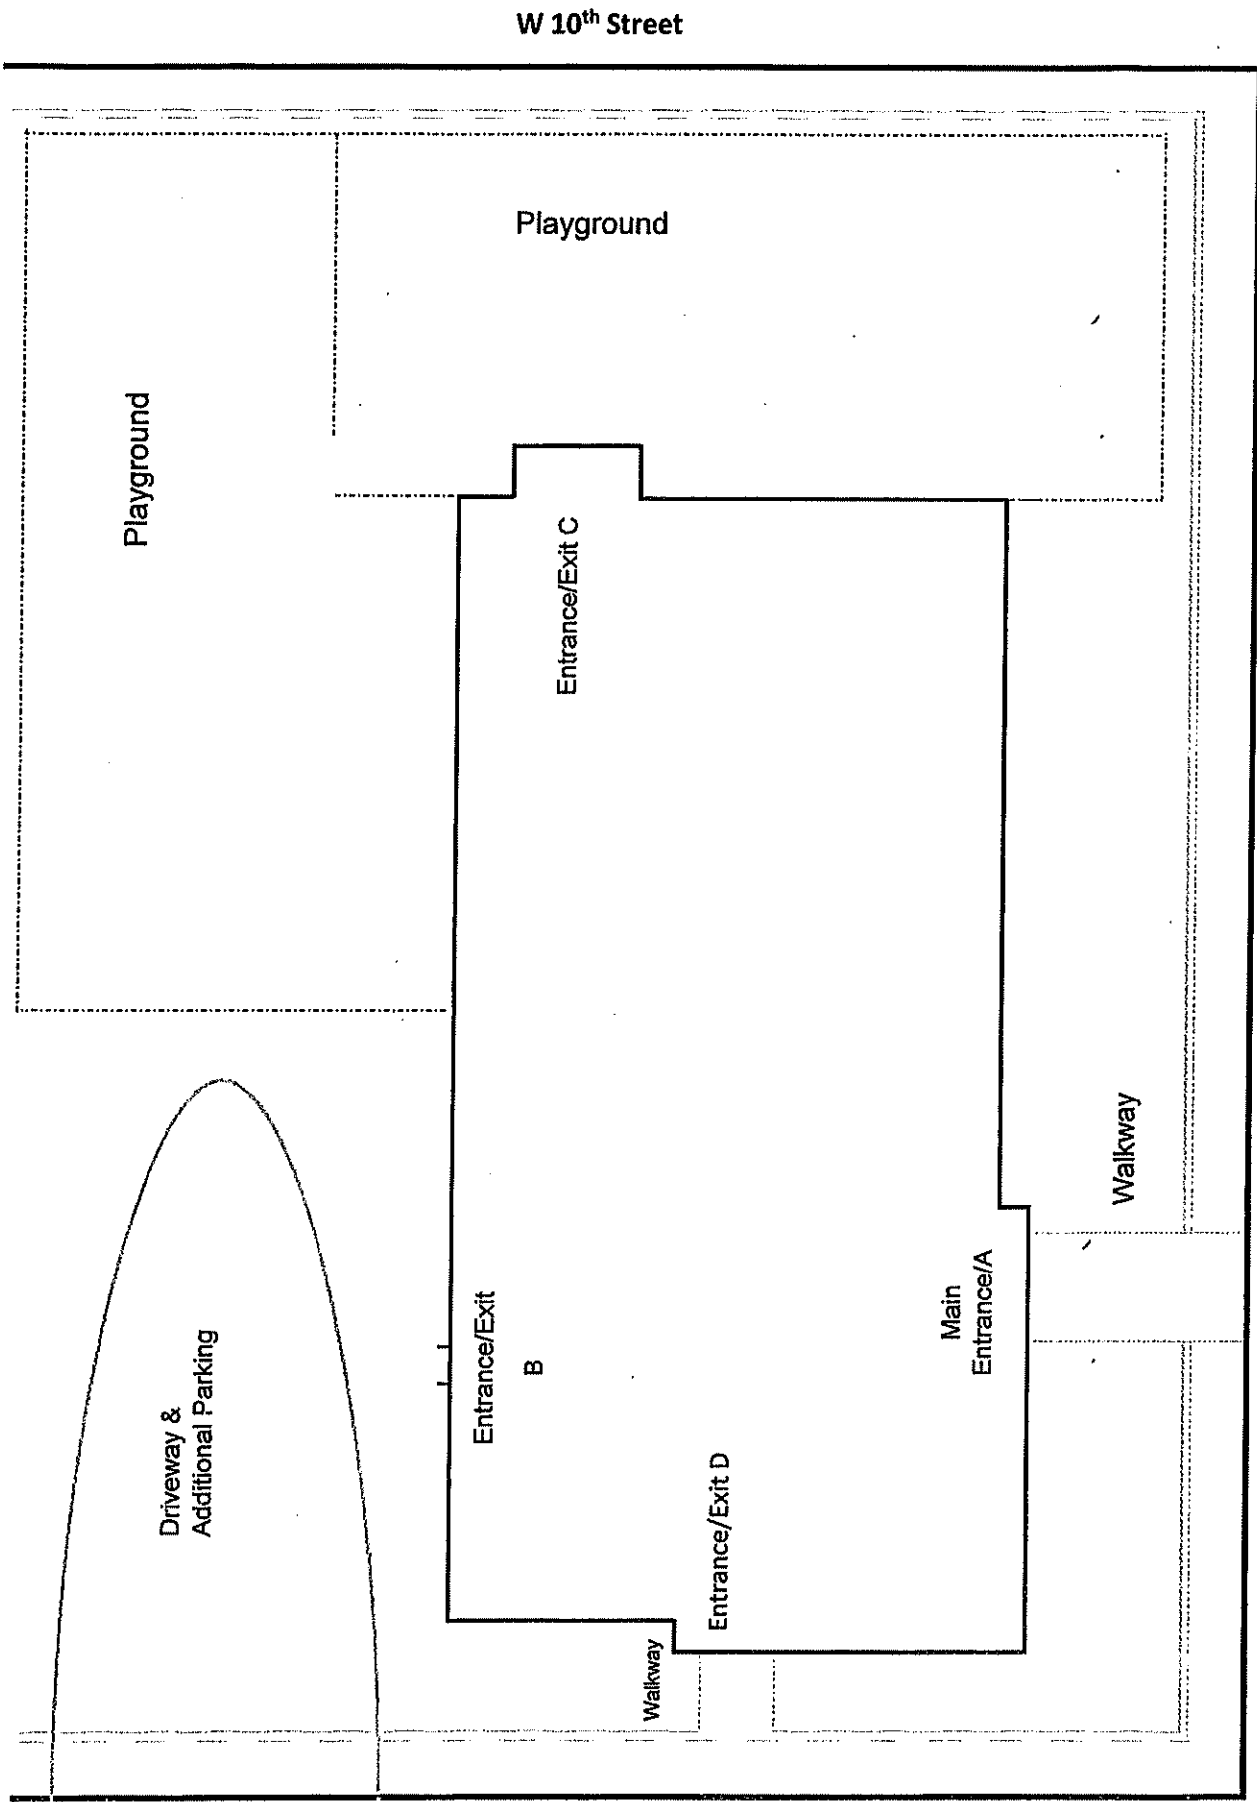 W 10th Street
Playground
Playground
Entrance/Exit C
Walkway
Main
Entrance/A
Entrance/Exit
B
Driveway &
Additional Parking
Entrance/Exit D
Walkway